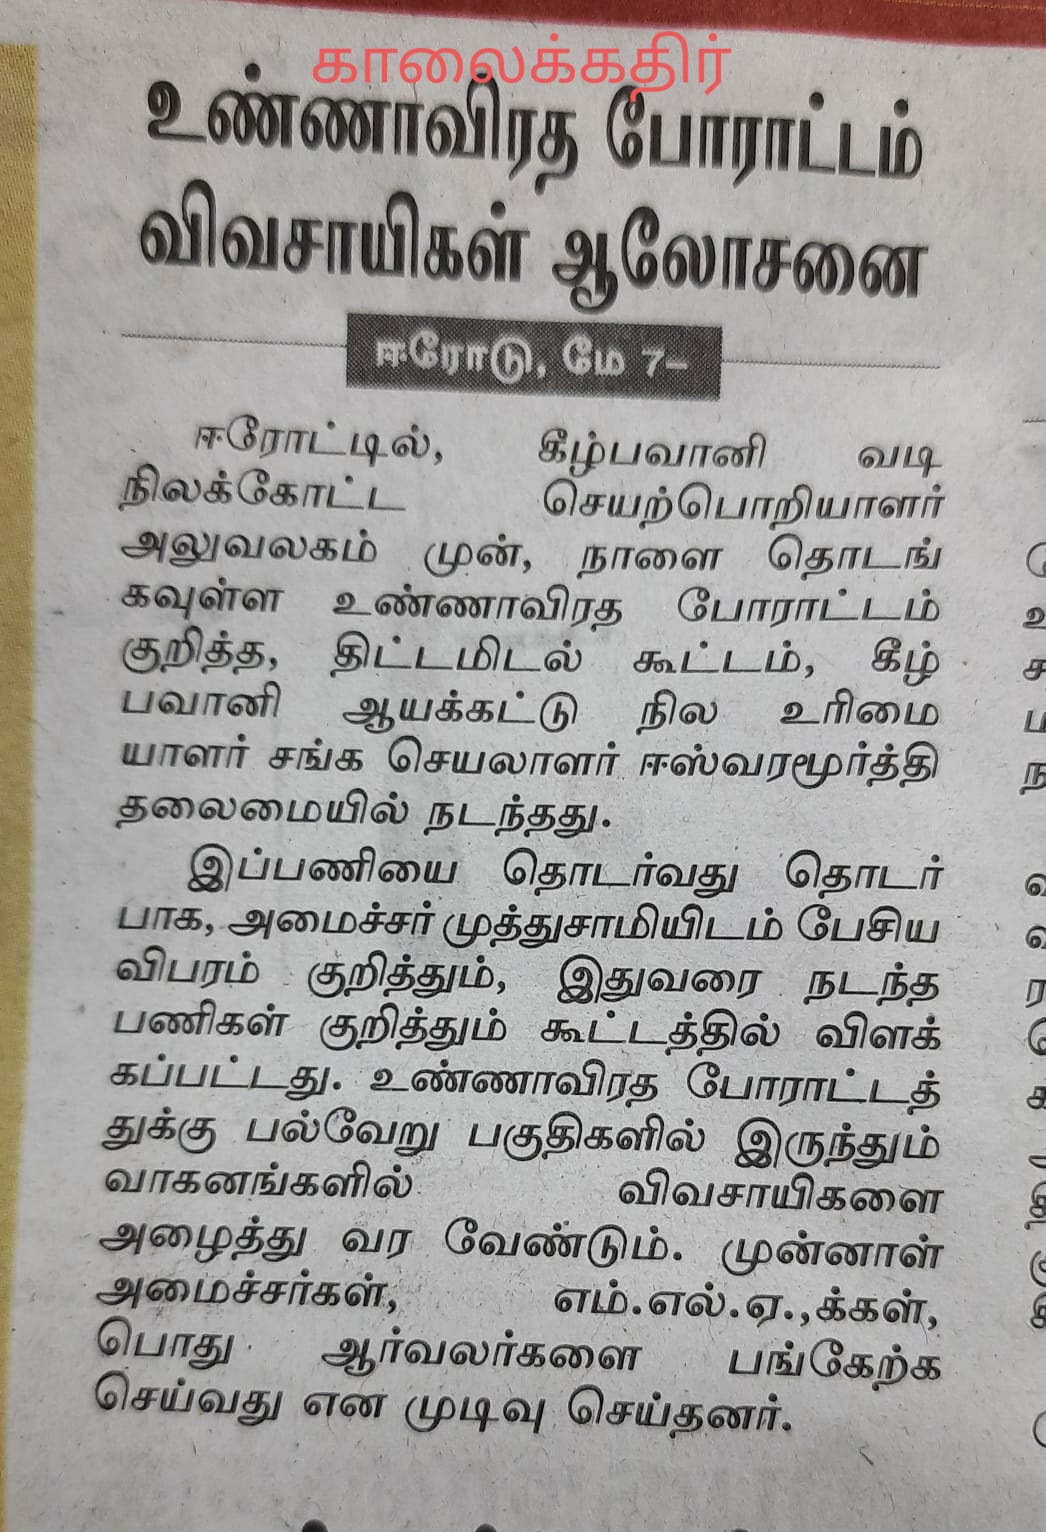 காலைக்கதிர்
உண்ணாவிரத போராட்டம்
விவசாயிகள் ஆலோசனை
ஈரோடு, மே 7–
ஈரோட்டில், கீழ்பவானி வடி
நிலக்கோட்ட செயற்பொறியாளர்
அலுவலகம் முன், நாளை தொடங்
கவுள்ள உண்ணாவிரத போராட்டம்
குறித்த, திட்டமிடல் கூட்டம், கீழ்
பவானி ஆயக்கட்டு நில உரிமை
யாளர் சங்க செயலாளர் ஈஸ்வரமூர்த்தி
தலைமையில் நடந்தது.
இப்பணியை தொடர்வது தொடர்
பாக, அமைச்சர் முத்துசாமியிடம் பேசிய
விபரம் குறித்தும், இதுவரை நடந்த
பணிகள் குறித்தும் கூட்டத்தில் விளக்
கப்பட்டது. உண்ணாவிரத போராட்டத்
துக்கு பல்வேறு பகுதிகளில் இருந்தும்
வாகனங்களில் விவசாயிகளை
அழைத்து வர வேண்டும். முன்னாள்
அமைச்சர்கள், எம்.எல்.ஏ.,க்கள்,
பொது ஆர்வலர்களை பங்கேற்க
செய்வது என முடிவு செய்தனர்.